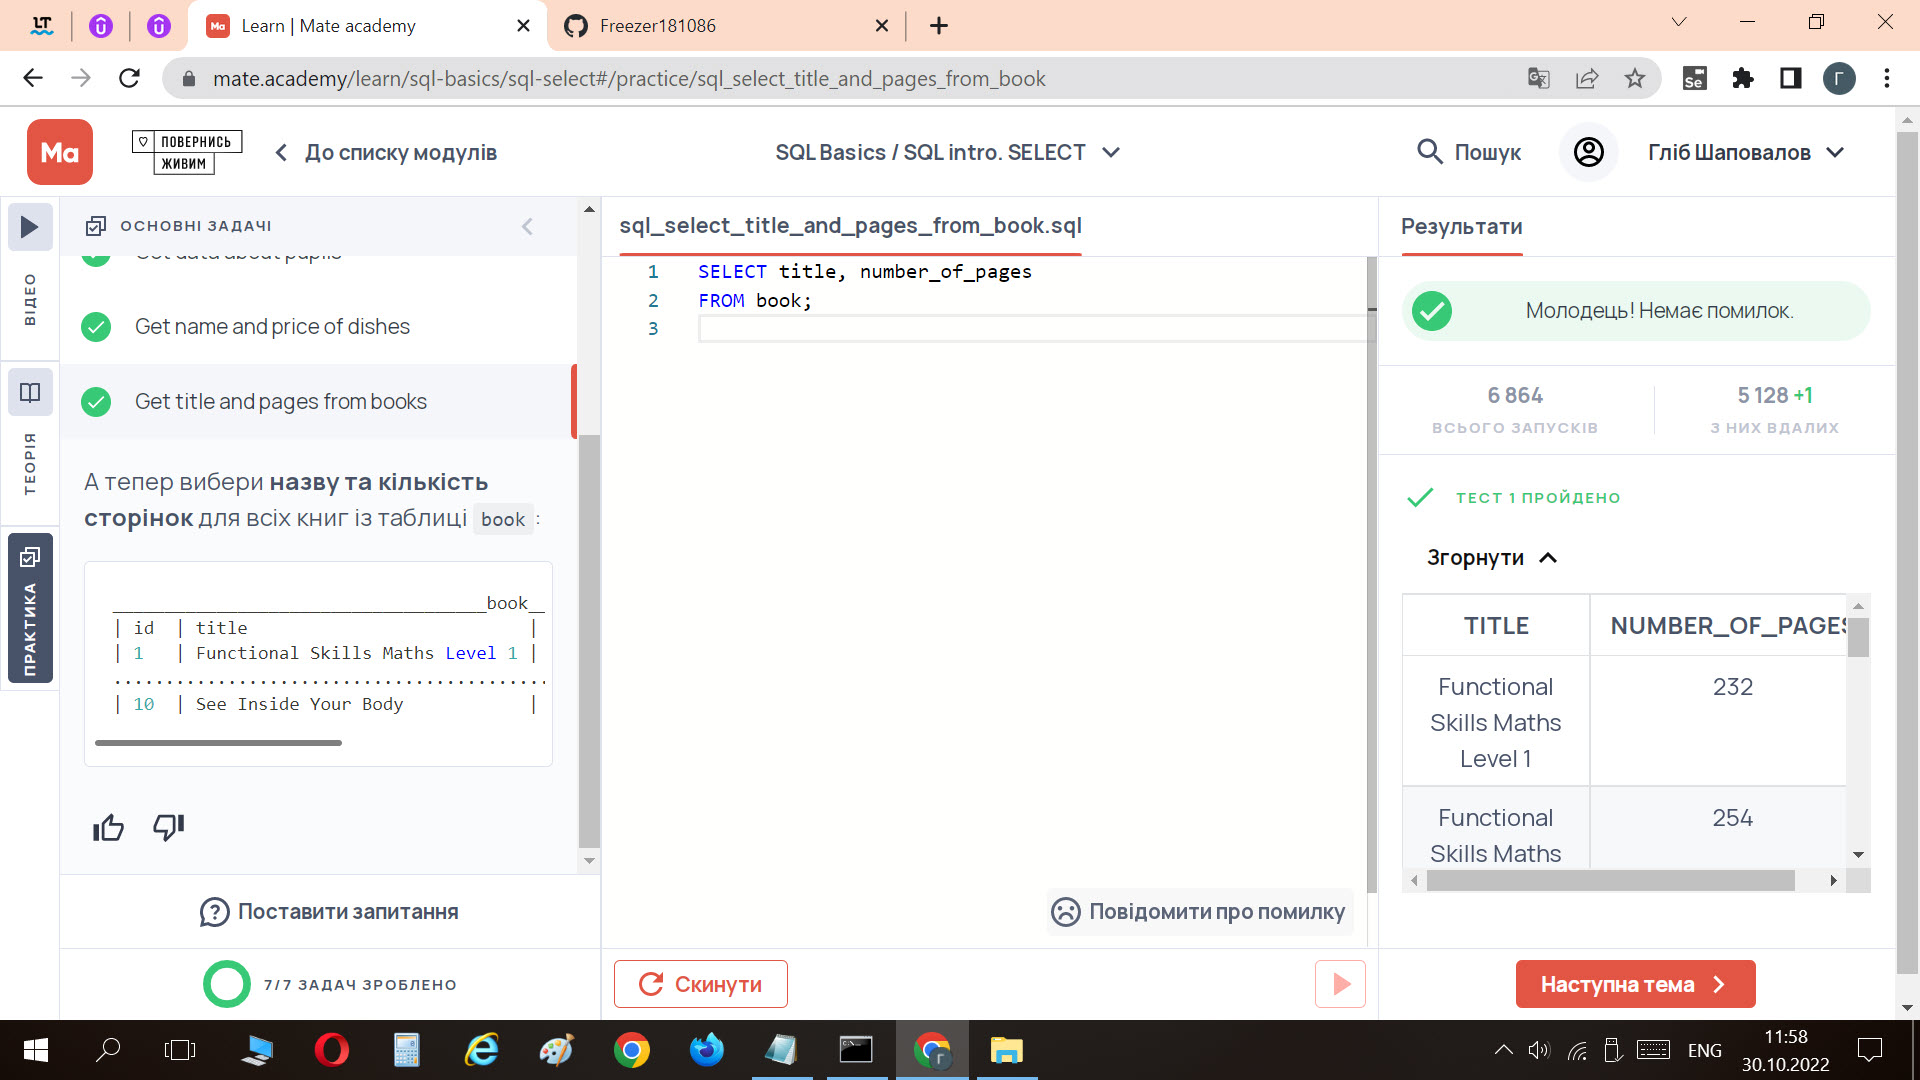 Learn | Mate academy
Freezer181086
mate.academy/learn/sql-basics/sql-select#/practice/sql_select_title_and_pages_from_book
Se
Г
Ma
ПОВЕРНИСЬ
ЖИВИМ
До списку модулів
SQL Basics / SQL intro. SELECT
Пошук
Гліб Шаповалов
ВІДЕО
ТЕОРІЯ
ПРАКТИКА
ОСНОВНІ ЗАДАЧІ
Get data about pupils
Get name and price of dishes
Get title and pages from books
А тепер вибери назву та кількість
сторінок для всіх книг із таблиці book :
____________________________________book__
| id | title |
| 1 | Functional Skills Maths Level 1 |
..........................................
| 10 | See Inside Your Body |
Поставити запитання
7/7 ЗАДАЧ ЗРОБЛЕНО
sql_select_title_and_pages_from_book.sql
1 SELECT title, number_of_pages
2 FROM book;
3
Повідомити про помилку
Скинути
Результати
Молодець! Немає помилок.
6 864
ВСЬОГО ЗАПУСКІВ
5 128 +1
З НИХ ВДАЛИХ
ТЕСТ 1 ПРОЙДЕНО
Згорнути
TITLE NUMBER_OF_PAGES
Functional Skills Maths Level 1 232
Functional Skills Maths 254
Наступна тема
ENG
11:58
30.10.2022